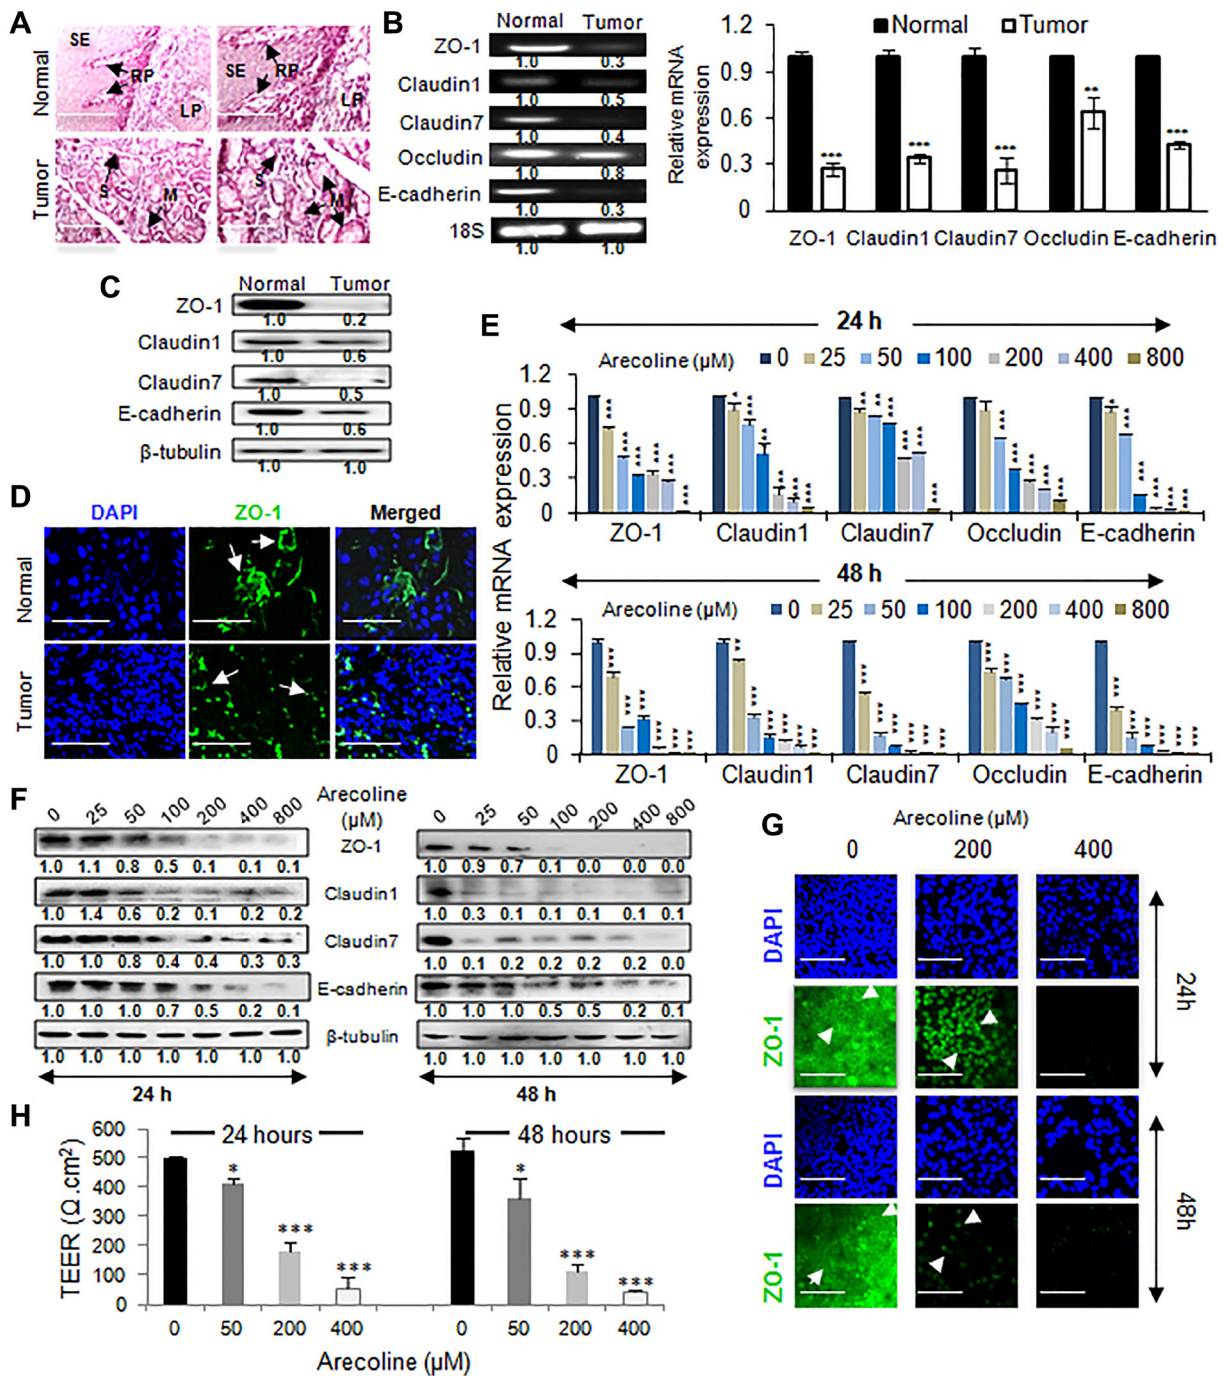 A
Normal
SE
RP
LP
SE
RP
LP
Tumor
S
M
S
M
B
Normal Tumor
ZO-1
1.0 0.3
Claudin1
1.0 0.5
Claudin7
1.0 0.4
Occludin
1.0 0.8
E-cadherin
1.0 0.3
18S
1.0 1.0
Relative mRNA
expression
Normal Tumor
1.2
0.9
0.6
0.3
0
*** *** *** ** ***
ZO-1 Claudin1 Claudin7 Occludin E-cadherin
C
Normal Tumor
ZO-1
1.0 0.2
Claudin1
1.0 0.6
Claudin7
1.0 0.5
E-cadherin
1.0 0.6
β-tubulin
1.0 1.0
D
DAPI ZO-1 Merged
Normal
Tumor
E
Relative mRNA expression
24 h
Arecoline (µM) 0 25 50 100 200 400 800
1.2
0.9
0.6
0.3
0
ZO-1 Claudin1 Claudin7 Occludin E-cadherin
48 h
Arecoline (µM) 0 25 50 100 200 400 800
1.2
0.9
0.6
0.3
0
ZO-1 Claudin1 Claudin7 Occludin E-cadherin
F
0 25 50 100 200 400 800 Arecoline (µM) 0 25 50 100 200 400 800
ZO-1
1.0 1.1 0.8 0.5 0.1 0.1 0.1 1.0 0.9 0.7 0.1 0.0 0.0 0.0
Claudin1
1.0 1.4 0.6 0.2 0.1 0.2 0.2 1.0 0.3 0.1 0.1 0.1 0.1 0.1
Claudin7
1.0 1.0 0.8 0.4 0.4 0.3 0.3 1.0 0.1 0.2 0.2 0.2 0.2 0.0
E-cadherin
1.0 1.0 1.0 0.7 0.5 0.2 0.1 1.0 1.0 1.0 0.5 0.5 0.2 0.1
β-tubulin
1.0 1.0 1.0 1.0 1.0 1.0 1.0 1.0 1.0 1.0 1.0 1.0 1.0 1.0
24 h 48 h
G
Arecoline (µM)
0 200 400
DAPI
ZO-1
24h
DAPI
ZO-1
48h
H
TEER (Ω .cm²)
24 hours 48 hours
600
500
400
300
200
100
0
* *** *** * *** ***
0 50 200 400 0 50 200 400
Arecoline (µM)